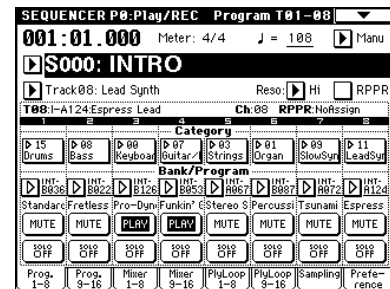 SEQUENCER P0:Play/REC Program T01-08
001:01.000 Meter: 4/4 ♩ = 108 Manu
S000: INTRO
Track08: Lead Synth Reso: Hi RPPR
T08:I-A124:Espress Lead Ch:08 RPPR:NoAssign
1 2 3 4 5 6 7 8
Category
15 08 00 07 03 01 09 11
Drums Bass Keyboar Guitar/ Strings Organ SlowSyn LeadSyn
Bank/Program
INT- INT- INT- INT- INT- INT- INT- INT-
B036 B022 B126 B053 A067 B087 A072 A124
Standard Fretless Pro-Dyn Funkin' Stereo S Percussi Tsunami Espress
MUTE MUTE PLAY PLAY MUTE MUTE MUTE MUTE
SOLO SOLO SOLO SOLO SOLO SOLO SOLO SOLO
OFF OFF OFF OFF OFF OFF OFF OFF
Prog. Prog. Mixer Mixer PlyLoop PlyLoop Sampling Prefe-
1-8 9-16 1-8 9-16 1-8 9-16 rence